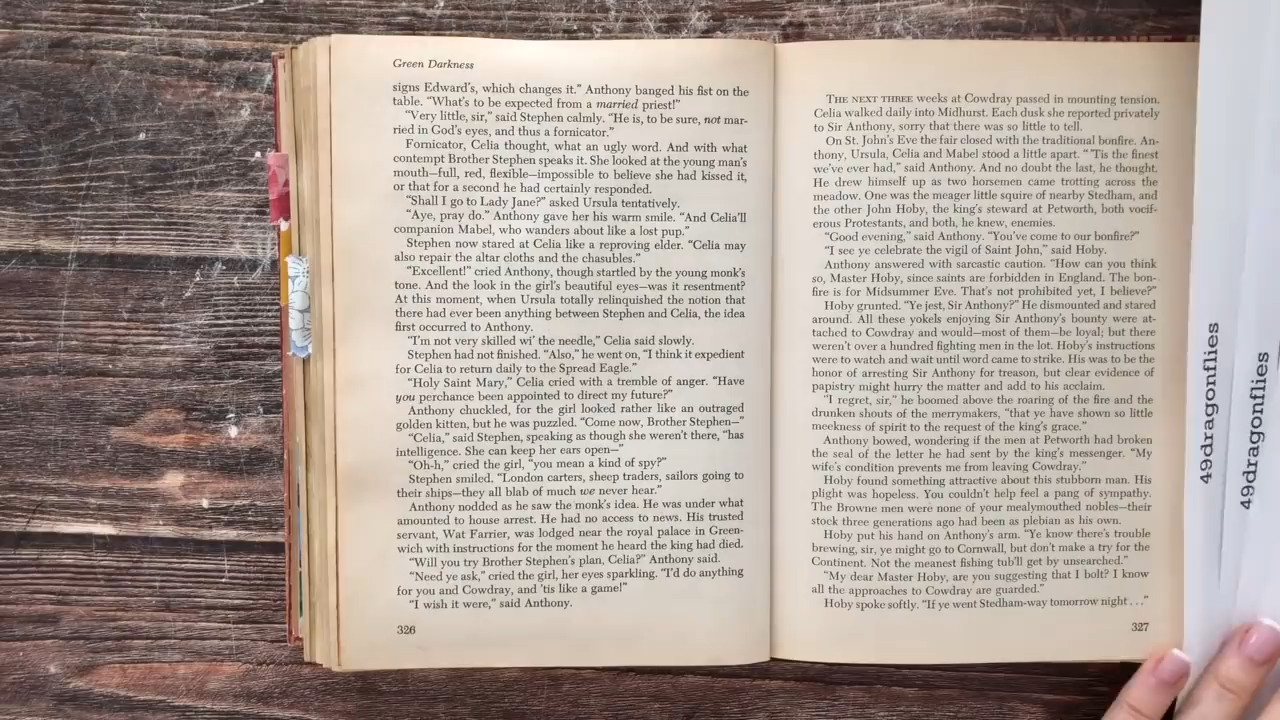 Green Darkness
signs Edward's, which changes it." Anthony banged his fist on the
table. "What's to be expected from a married priest!"
"Very little, sir," said Stephen calmly. "He is, to be sure, not mar-
ried in God's eyes, and thus a fornicator."
Fornicator, Celia thought, what an ugly word. And with what
contempt Brother Stephen speaks it. She looked at the young man's
mouth—full, red, flexible—impossible to believe she had kissed it,
or that for a second he had certainly responded.
"Shall I go to Lady Jane?" asked Ursula tentatively.
"Aye, pray do." Anthony gave her his warm smile. "And Celia'll
companion Mabel, who wanders about like a lost pup."
Stephen now stared at Celia like a reproving elder. "Celia may
also repair the altar cloths and the chasubles."
"Excellent!" cried Anthony, though startled by the young monk's
tone. And the look in the girl's beautiful eyes—was it resentment?
At this moment, when Ursula totally relinquished the notion that
there had ever been anything between Stephen and Celia, the idea
first occurred to Anthony.
"I'm not very skilled wi' the needle," Celia said slowly.
Stephen had not finished. "Also," he went on, "I think it expedient
for Celia to return daily to the Spread Eagle."
"Holy Saint Mary," Celia cried with a tremble of anger. "Have
you perchance been appointed to direct my future?"
Anthony chuckled, for the girl looked rather like an outraged
golden kitten, but he was puzzled. "Come now, Brother Stephen—"
"Celia," said Stephen, speaking as though she weren't there, "has
intelligence. She can keep her ears open—"
"Oh-h," cried the girl, "you mean a kind of spy?"
Stephen smiled. "London carters, sheep traders, sailors going to
their ships—they all blab of much we never hear."
Anthony nodded as he saw the monk's idea. He was under what
amounted to house arrest. He had no access to news. His trusted
servant, Wat Farrier, was lodged near the royal palace in Green-
wich with instructions for the moment he heard the king had died.
"Will you try Brother Stephen's plan, Celia?" Anthony said.
"Need ye ask," cried the girl, her eyes sparkling. "I'd do anything
for you and Cowdray, and 'tis like a game!"
"I wish it were," said Anthony.
326
THE NEXT THREE weeks at Cowdray passed in mounting tension.
Celia walked daily into Midhurst. Each dusk she reported privately
to Sir Anthony, sorry that there was so little to tell.
On St. John's Eve the fair closed with the traditional bonfire. An-
thony, Ursula, Celia and Mabel stood a little apart. " 'Tis the finest
we've ever had," said Anthony. And no doubt the last, he thought.
He drew himself up as two horsemen came trotting across the
meadow. One was the meager little squire of nearby Stedham, and
the other John Hoby, the king's steward at Petworth, both vocif-
erous Protestants, and both, he knew, enemies.
"Good evening," said Anthony. "You've come to our bonfire?"
"I see ye celebrate the vigil of Saint John," said Hoby.
Anthony answered with sarcastic caution. "How can you think
so, Master Hoby, since saints are forbidden in England. The bon-
fire is for Midsummer Eve. That's not prohibited yet, I believe?"
Hoby grunted. "Ye jest, Sir Anthony?" He dismounted and stared
around. All these yokels enjoying Sir Anthony's bounty were at-
tached to Cowdray and would—most of them—be loyal; but there
weren't over a hundred fighting men in the lot. Hoby's instructions
were to watch and wait until word came to strike. His was to be the
honor of arresting Sir Anthony for treason, but clear evidence of
papistry might hurry the matter and add to his acclaim.
"I regret, sir," he boomed above the roaring of the fire and the
drunken shouts of the merrymakers, "that ye have shown so little
meekness of spirit to the request of the king's grace."
Anthony bowed, wondering if the men at Petworth had broken
the seal of the letter he had sent by the king's messenger. "My
wife's condition prevents me from leaving Cowdray."
Hoby found something attractive about this stubborn man. His
plight was hopeless. You couldn't help feel a pang of sympathy.
The Browne men were none of your mealymouthed nobles—their
stock three generations ago had been as plebian as his own.
Hoby put his hand on Anthony's arm. "Ye know there's trouble
brewing, sir, ye might go to Cornwall, but don't make a try for the
Continent. Not the meanest fishing tub'll get by unsearched."
"My dear Master Hoby, are you suggesting that I bolt? I know
all the approaches to Cowdray are guarded."
Hoby spoke softly. "If ye went Stedham-way tomorrow night . . ."
327
49dragonflies
49dragonflies